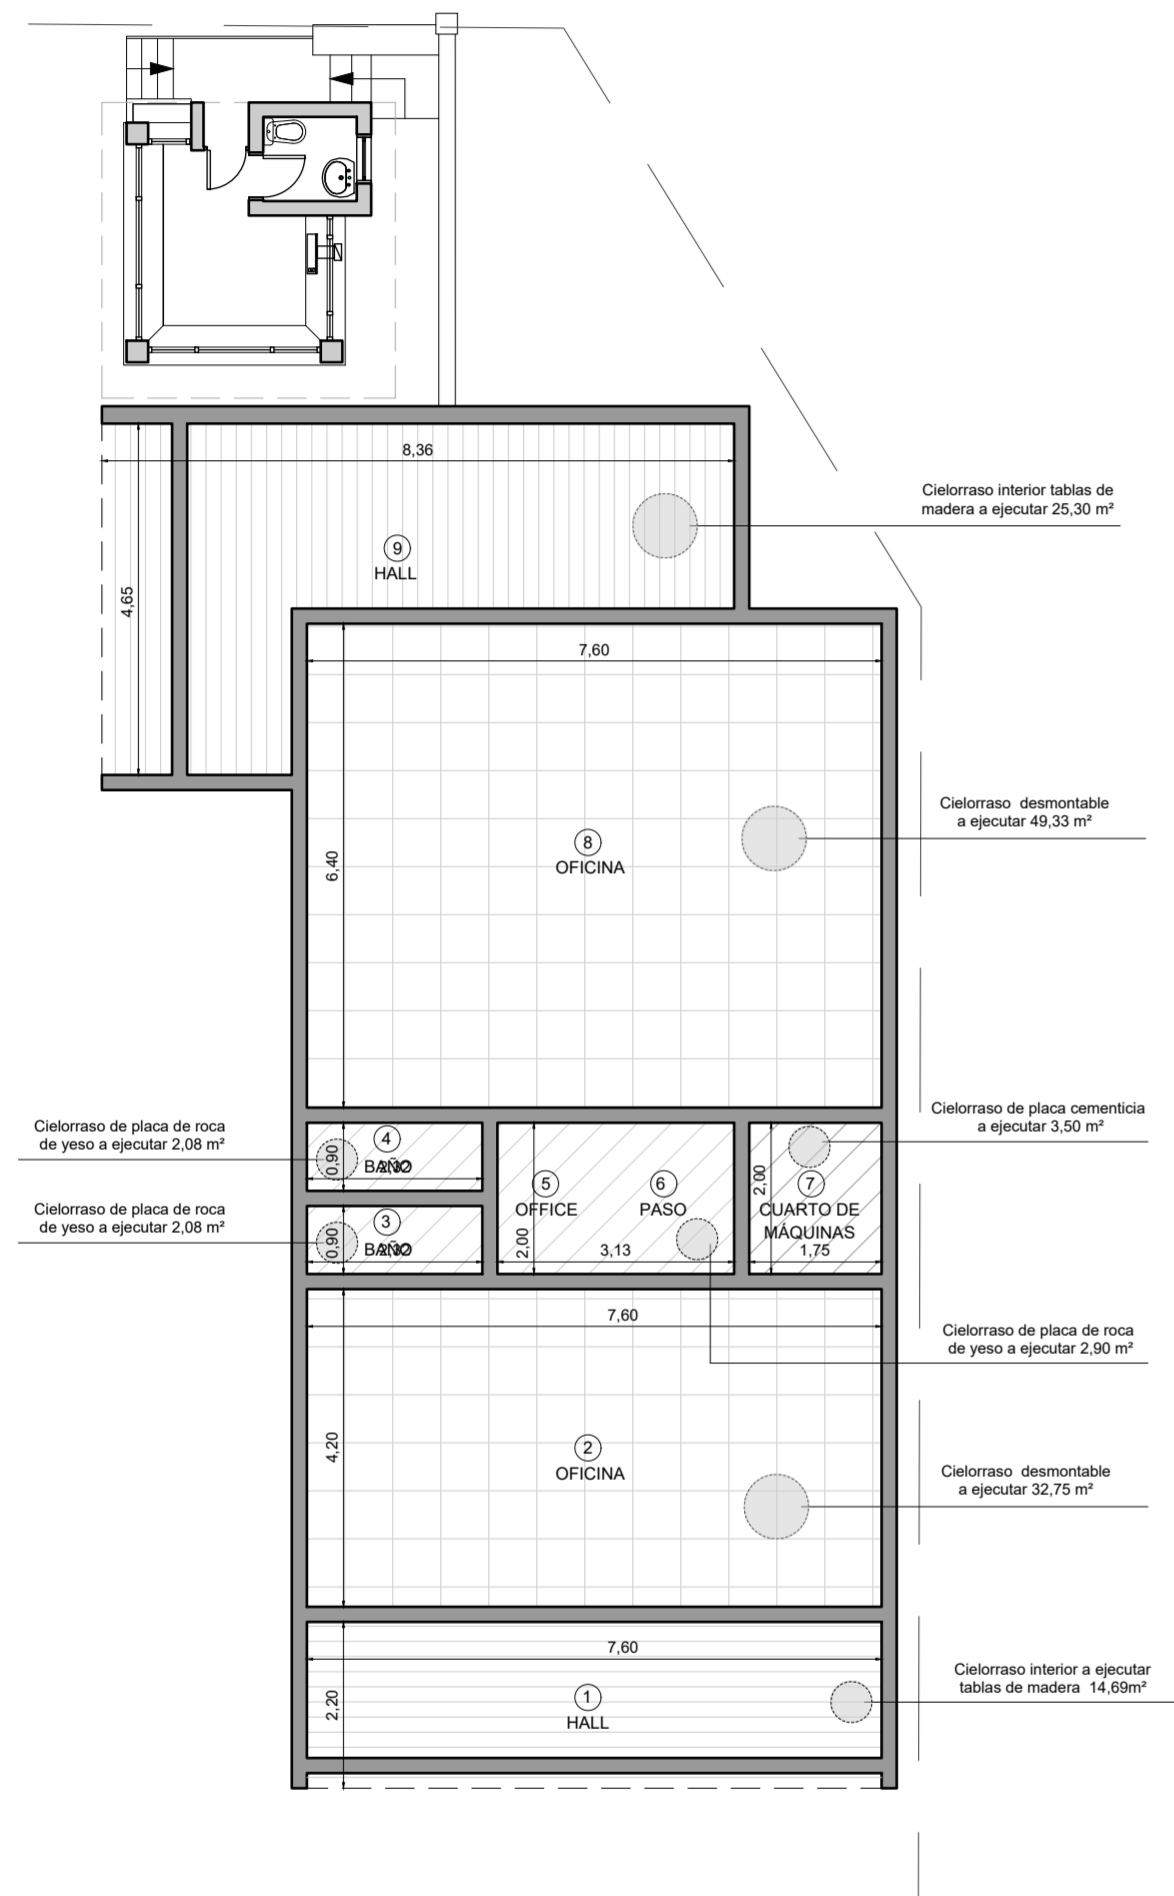 8,36
Cielorraso interior tablas de
madera a ejecutar 25,30 m²
9
HALL
4,65
7,60
Cielorraso desmontable
a ejecutar 49,33 m²
8
OFICINA
6,40
Cielorraso de placa cementicia
a ejecutar 3,50 m²
Cielorraso de placa de roca
de yeso a ejecutar 2,08 m²
4
BAÑO
0,90
5
OFFICE
6
PASO
7
CUARTO DE
MÁQUINAS
2,00
1,75
Cielorraso de placa de roca
de yeso a ejecutar 2,08 m²
3
BAÑO
0,90
2,00
3,13
7,60
Cielorraso de placa de roca
de yeso a ejecutar 2,90 m²
4,20
2
OFICINA
Cielorraso desmontable
a ejecutar 32,75 m²
7,60
Cielorraso interior a ejecutar
tablas de madera 14,69m²
2,20
1
HALL